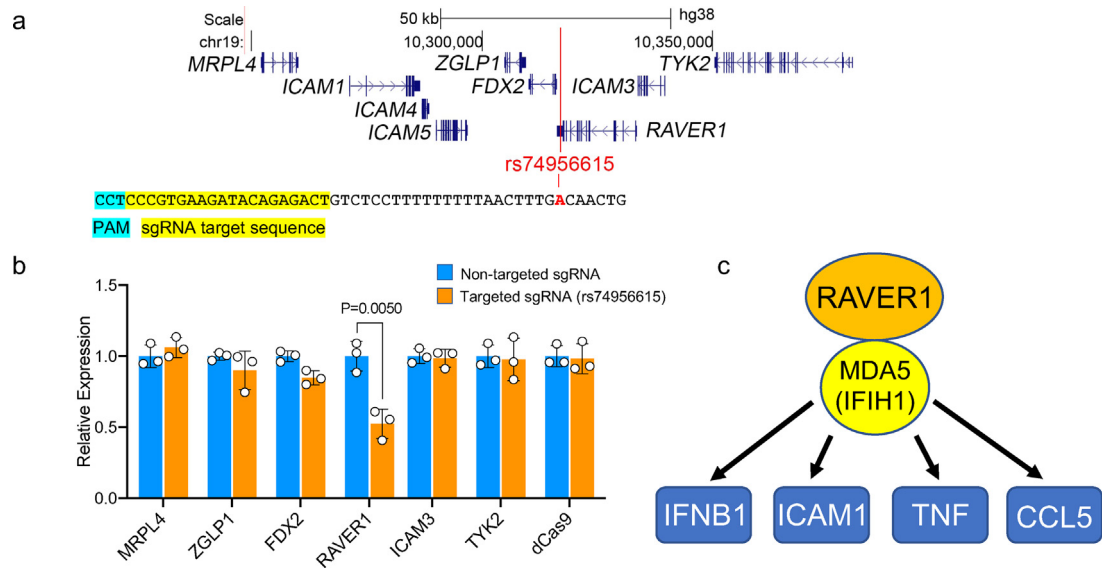 a
Scale
50 kb
hg38
chr19:
10,300,000
10,350,000
MRPL4
ZGLP1
TYK2
ICAM1
FDX2
ICAM3
ICAM4
ICAM5
RAVER1
rs74956615
CCTCCCGTGAAGATACAGAGACTGTCTCCTTTTTTTTTAACTTTGACAACTG
PAM sgRNA target sequence
b
Non-targeted sgRNA
Targeted sgRNA (rs74956615)
P=0.0050
Relative Expression
1.5
1.0
0.5
0.0
MRPL4
ZGLP1
FDX2
RAVER1
ICAM3
TYK2
dCas9
c
RAVER1
MDA5
(IFIH1)
IFNB1
ICAM1
TNF
CCL5